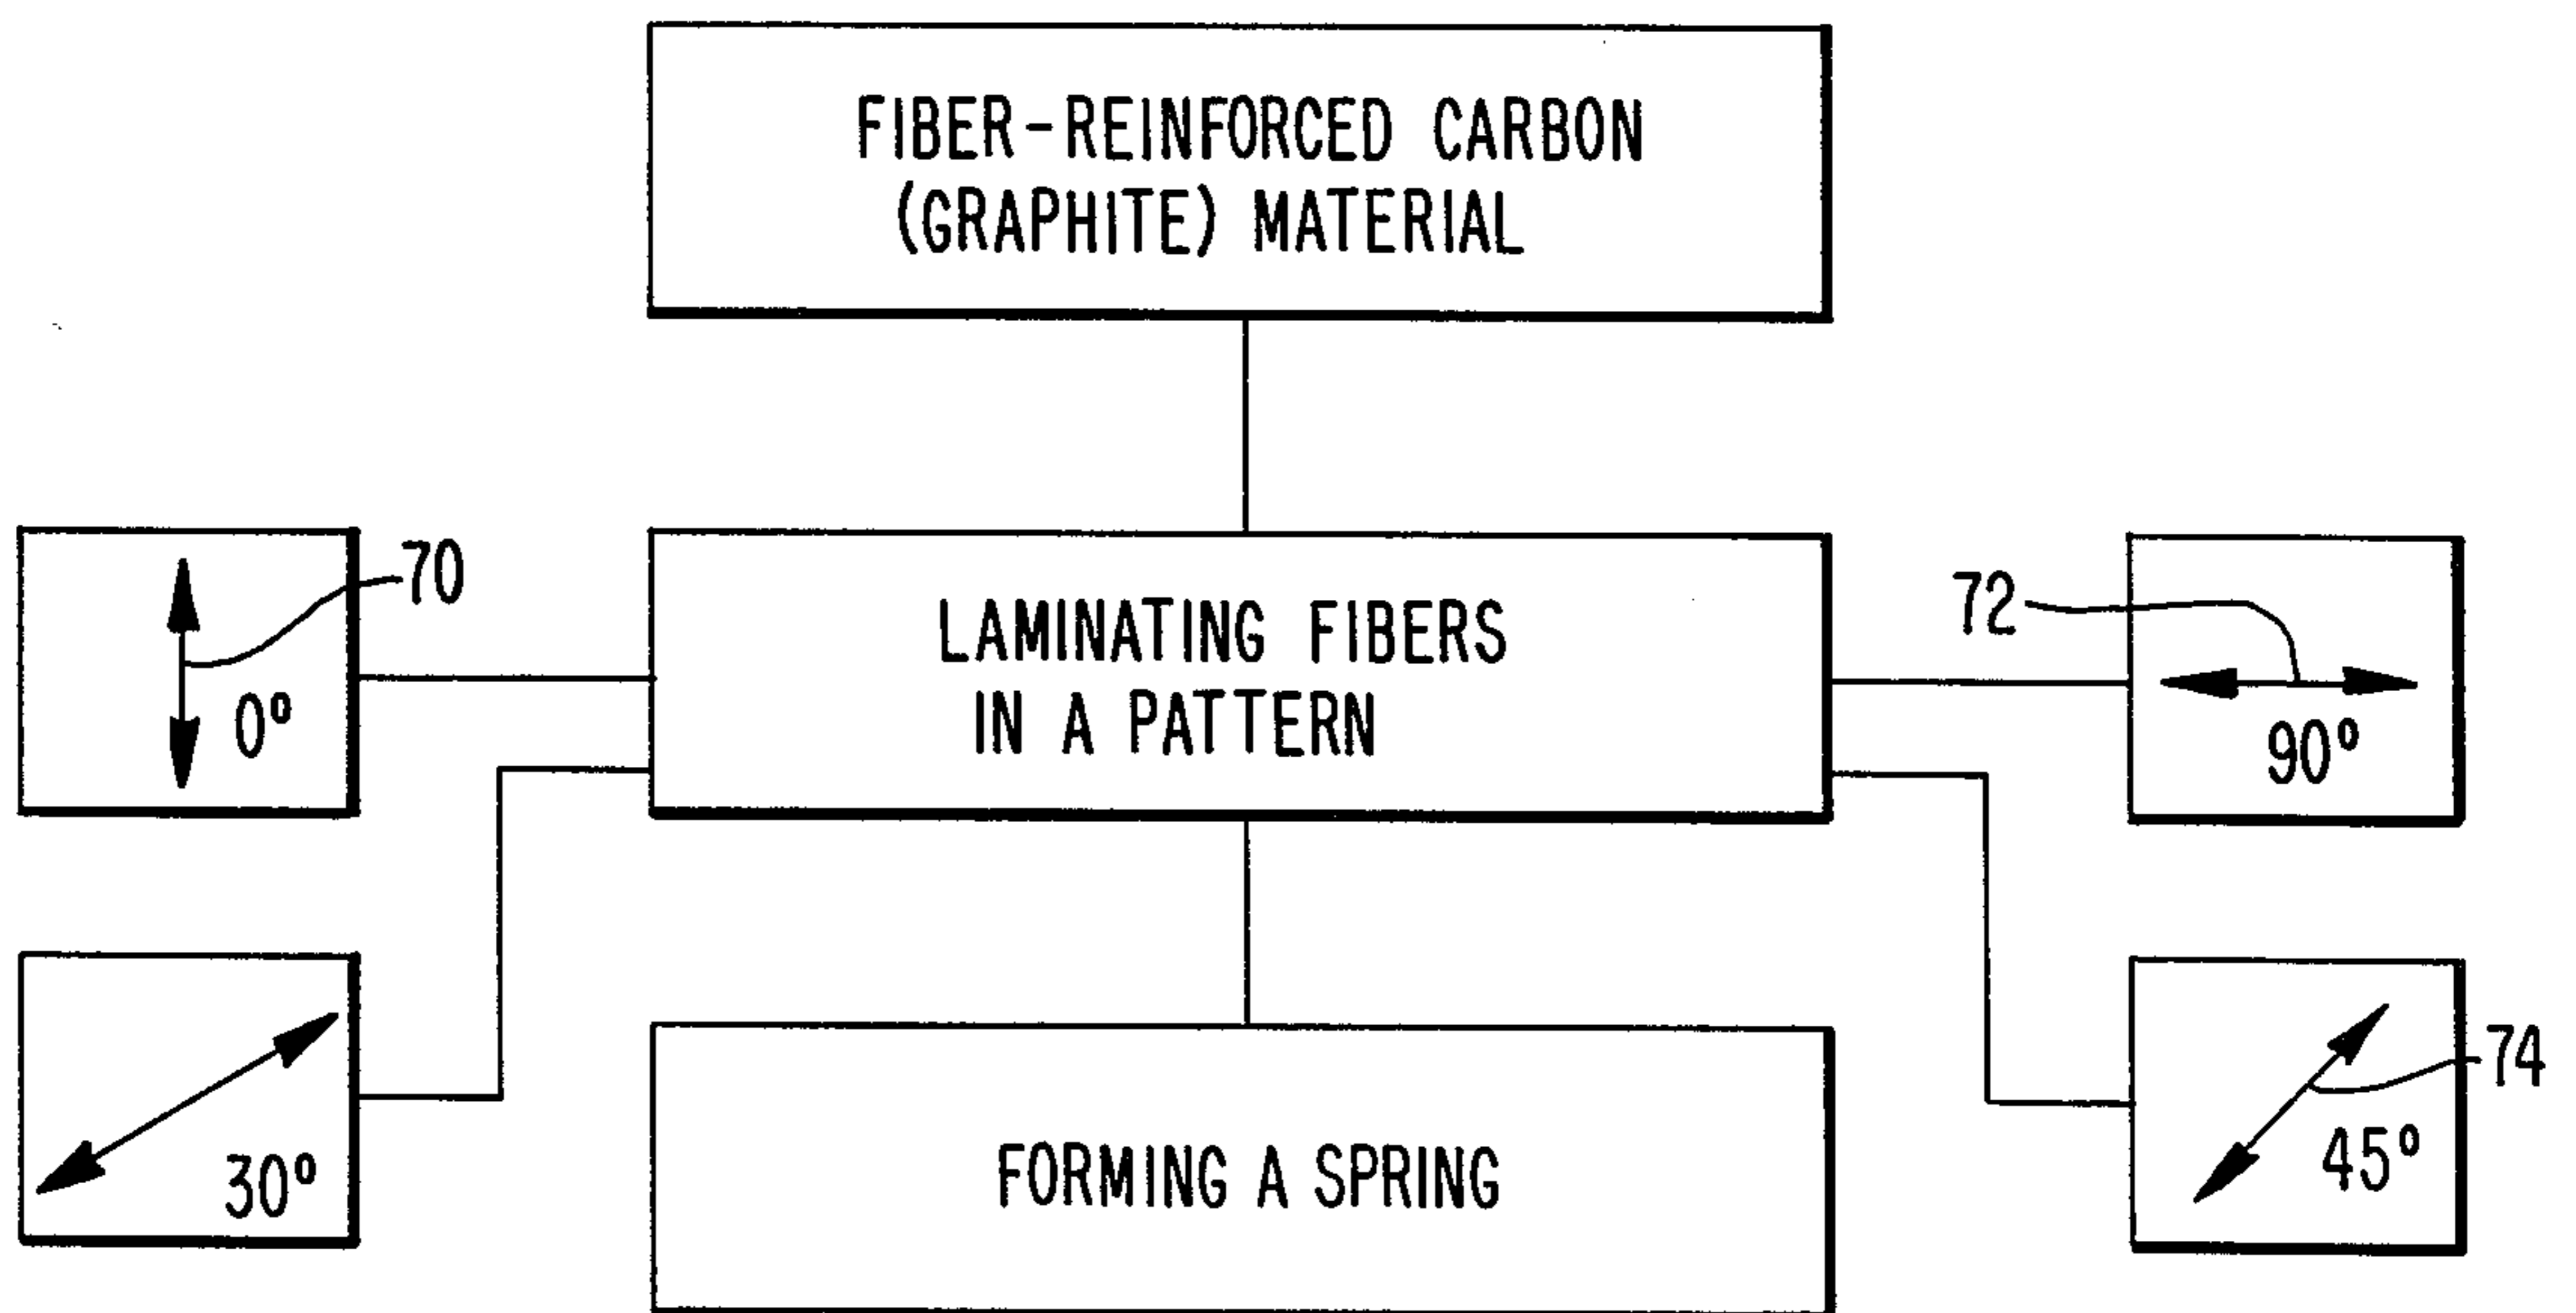 FIBER-REINFORCED CARBON
(GRAPHITE) MATERIAL
70
0°
LAMINATING FIBERS
IN A PATTERN
72
90°
30°
FORMING A SPRING
74
45°